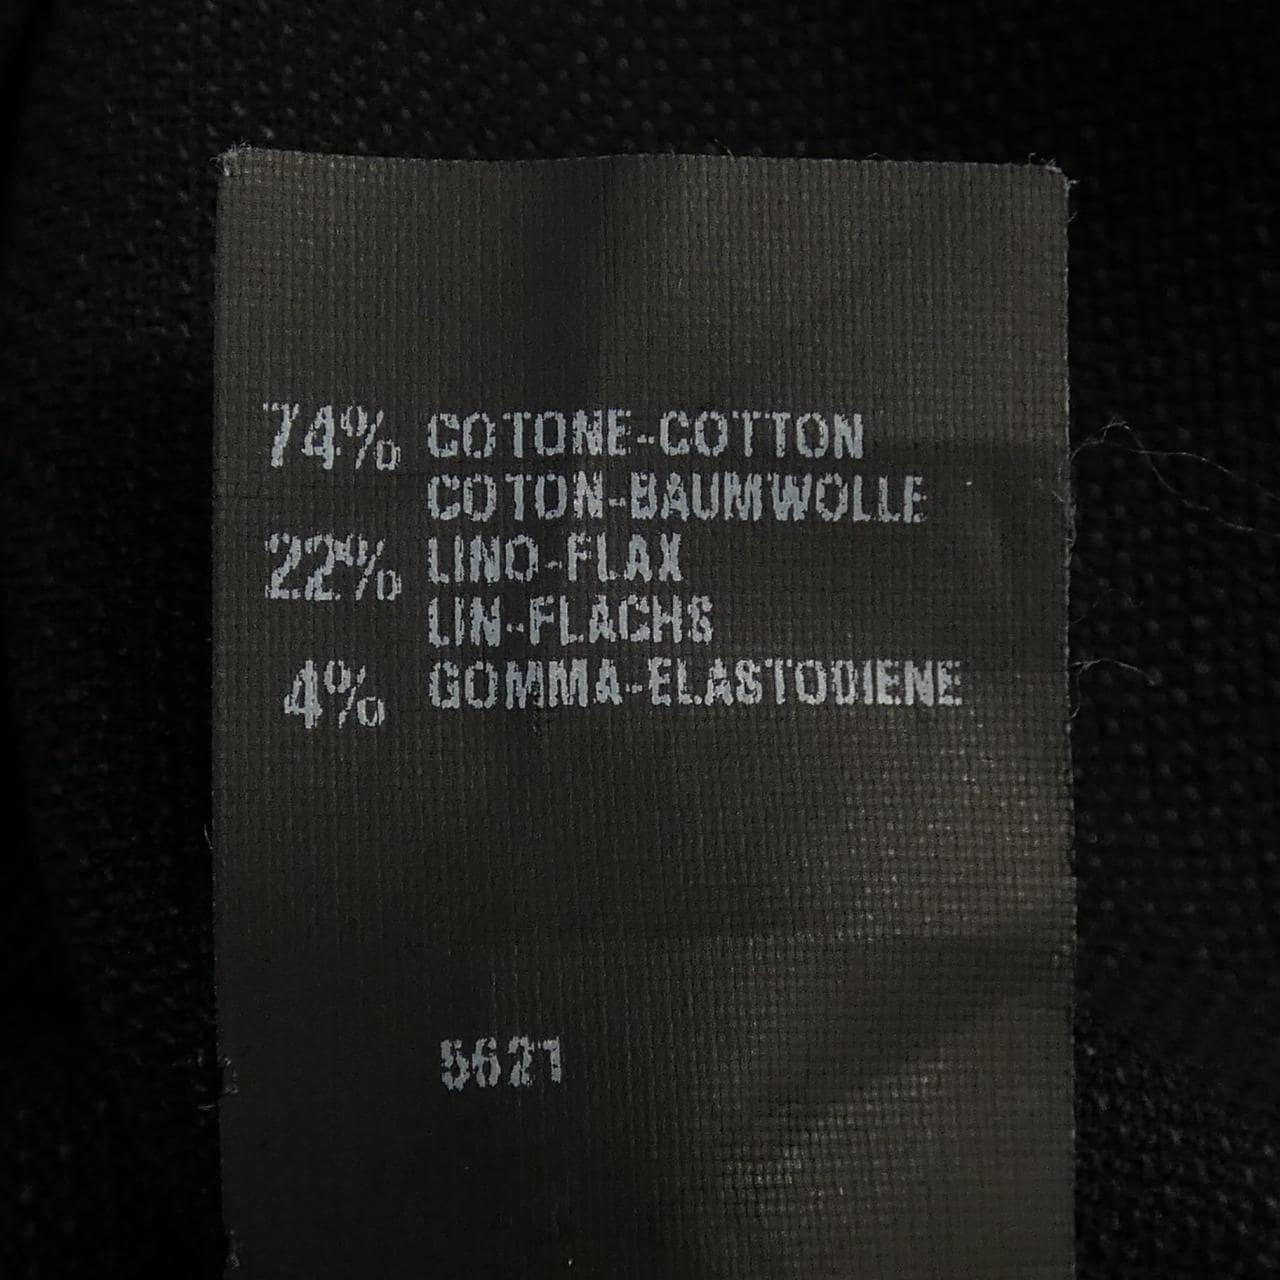 74% COTONE-COTTON
COTON-BAUMWOLLE
22% LINO-FLAX
LIN-FLACHS
4% GOMMA-ELASTODIENE
5621